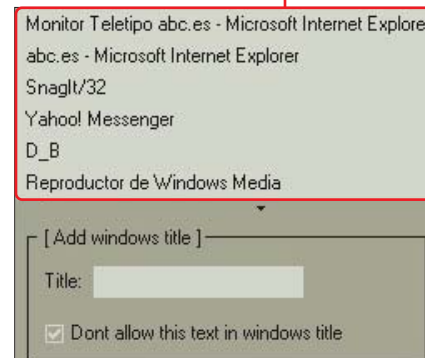 Monitor Teletipo abc.es - Microsoft Internet Explore
abc.es - Microsoft Internet Explorer
SnagIt/32
Yahoo! Messenger
D_B
Reproductor de Windows Media
[ Add windows title ]
Title:
Dont allow this text in windows title